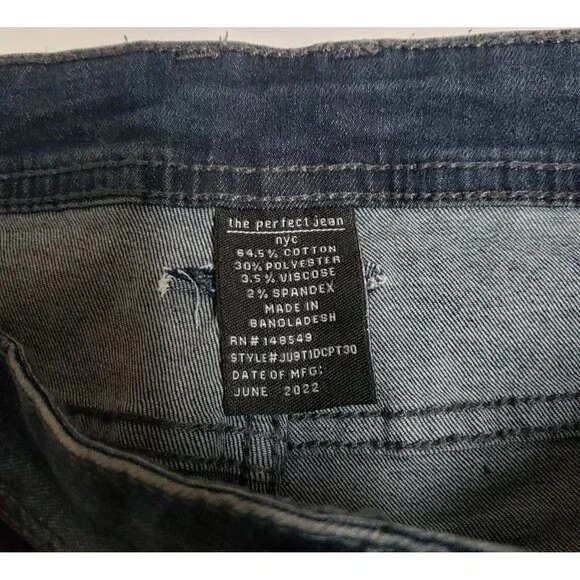 the perfect jean
nyc
64.5% COTTON
30% POLYESTER
3.5% VISCOSE
2% SPANDEX
MADE IN
BANGLADESH
RN# 148549
STYLE#JU9T1DCPT30
DATE OF MFG:
JUNE 2022